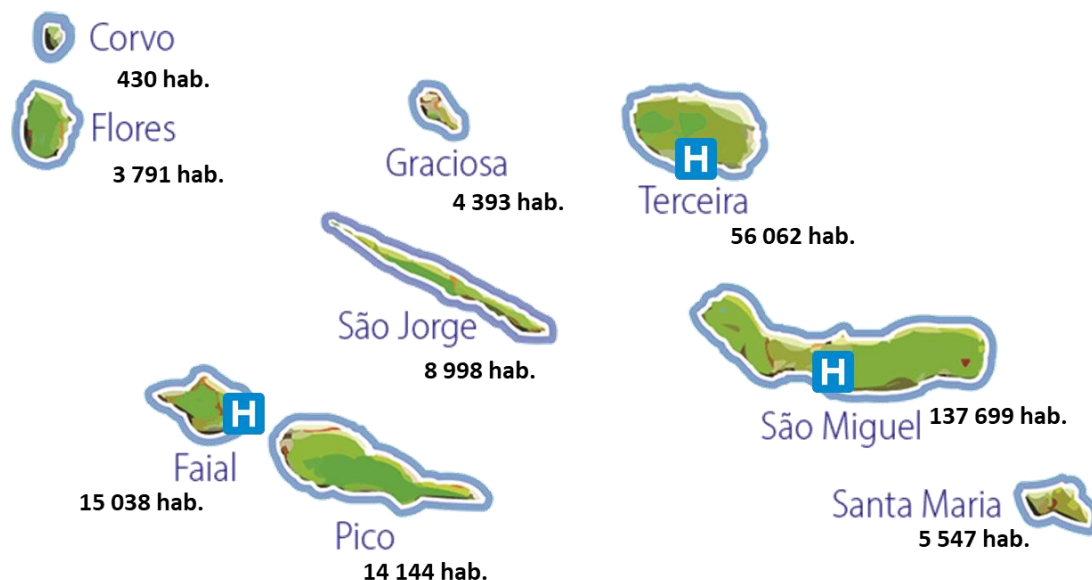 Corvo
430 hab.
Flores
3 791 hab.
Graciosa
4 393 hab.
H
Terceira
56 062 hab.
São Jorge
8 998 hab.
H
São Miguel
137 699 hab.
H
Faial
15 038 hab.
Pico
14 144 hab.
Santa Maria
5 547 hab.